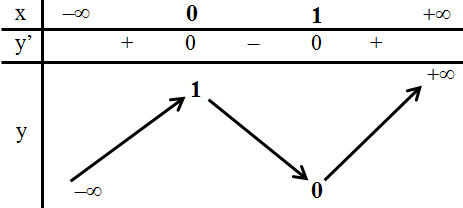 x –∞ 0 1 +∞
y’ + 0 – 0 +
+∞
1
y
–∞
0